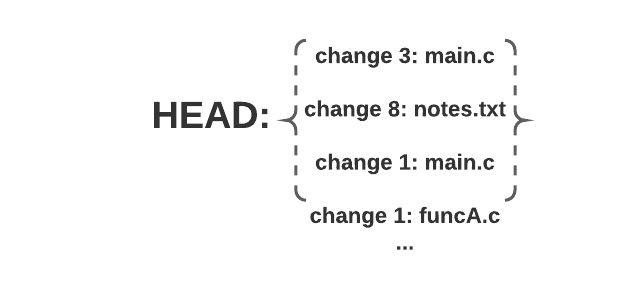 change 3: main.c
HEAD: change 8: notes.txt
change 1: main.c
change 1: funcA.c
...